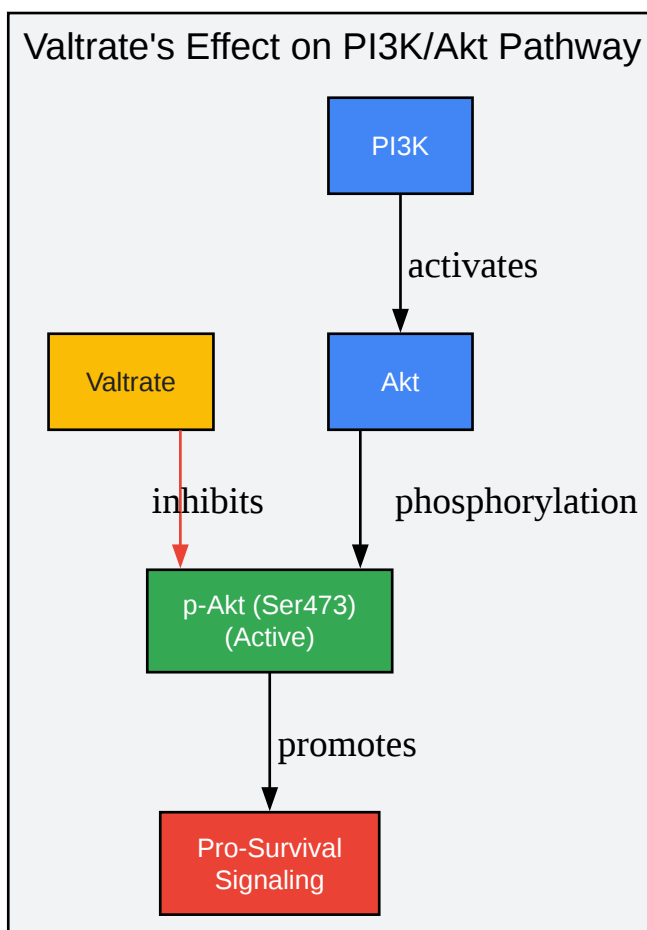 Valtrate's Effect on PI3K/Akt Pathway
PI3K
activates
Valtrate
Akt
inhibits
phosphorylation
p-Akt (Ser473)
(Active)
promotes
Pro-Survival
Signaling